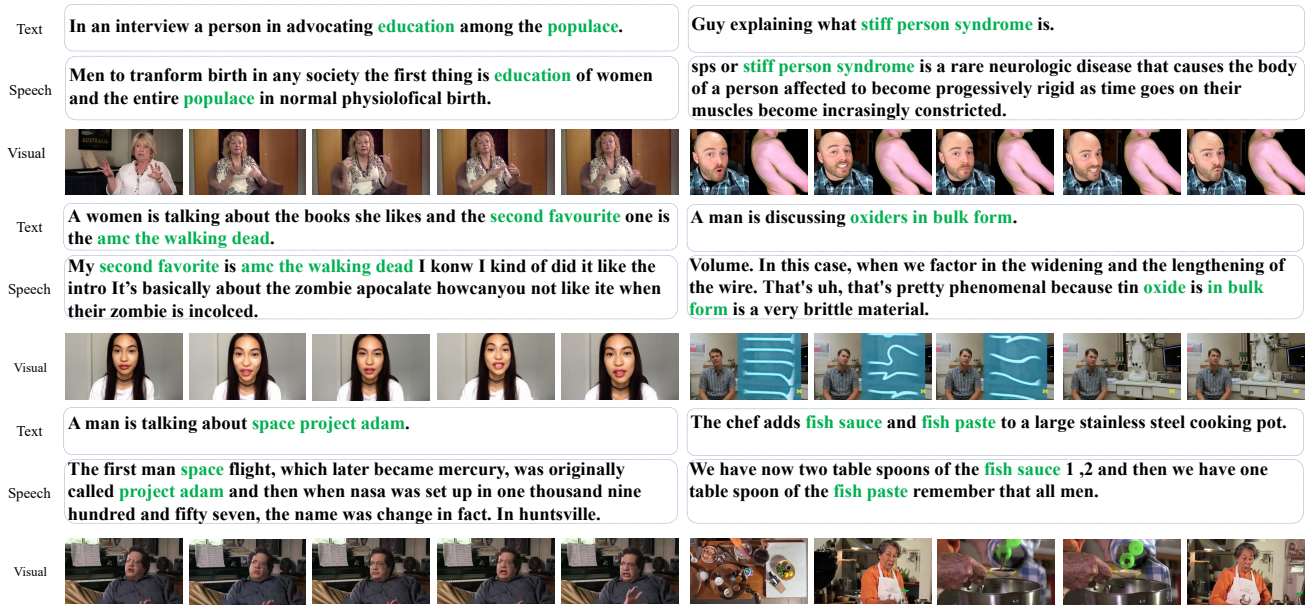 Text
In an interview a person in advocating education among the populace.
Speech
Men to tranform birth in any society the first thing is education of women
and the entire populace in normal physiolofical birth.
Visual
AUSTRALIA
Guy explaining what stiff person syndrome is.
sps or stiff person syndrome is a rare neurologic disease that causes the body
of a person affected to become progessively rigid as time goes on their
muscles become incrasingly constricted.
Text
A women is talking about the books she likes and the second favourite one is
the amc the walking dead.
Speech
My second favorite is amc the walking dead I konw I kind of did it like the
intro It's basically about the zombie apocalate howcanyou not like ite when
their zombie is incolced.
Visual
A man is discussing oxiders in bulk form.
Volume. In this case, when we factor in the widening and the lengthening of
the wire. That's uh, that's pretty phenomenal because tin oxide is in bulk
form is a very brittle material.
Text
A man is talking about space project adam.
Speech
The first man space flight, which later became mercury, was originally
called project adam and then when nasa was set up in one thousand nine
hundred and fifty seven, the name was change in fact. In huntsville.
Visual
The chef adds fish sauce and fish paste to a large stainless steel cooking pot.
We have now two table spoons of the fish sauce 1 ,2 and then we have one
table spoon of the fish paste remember that all men.